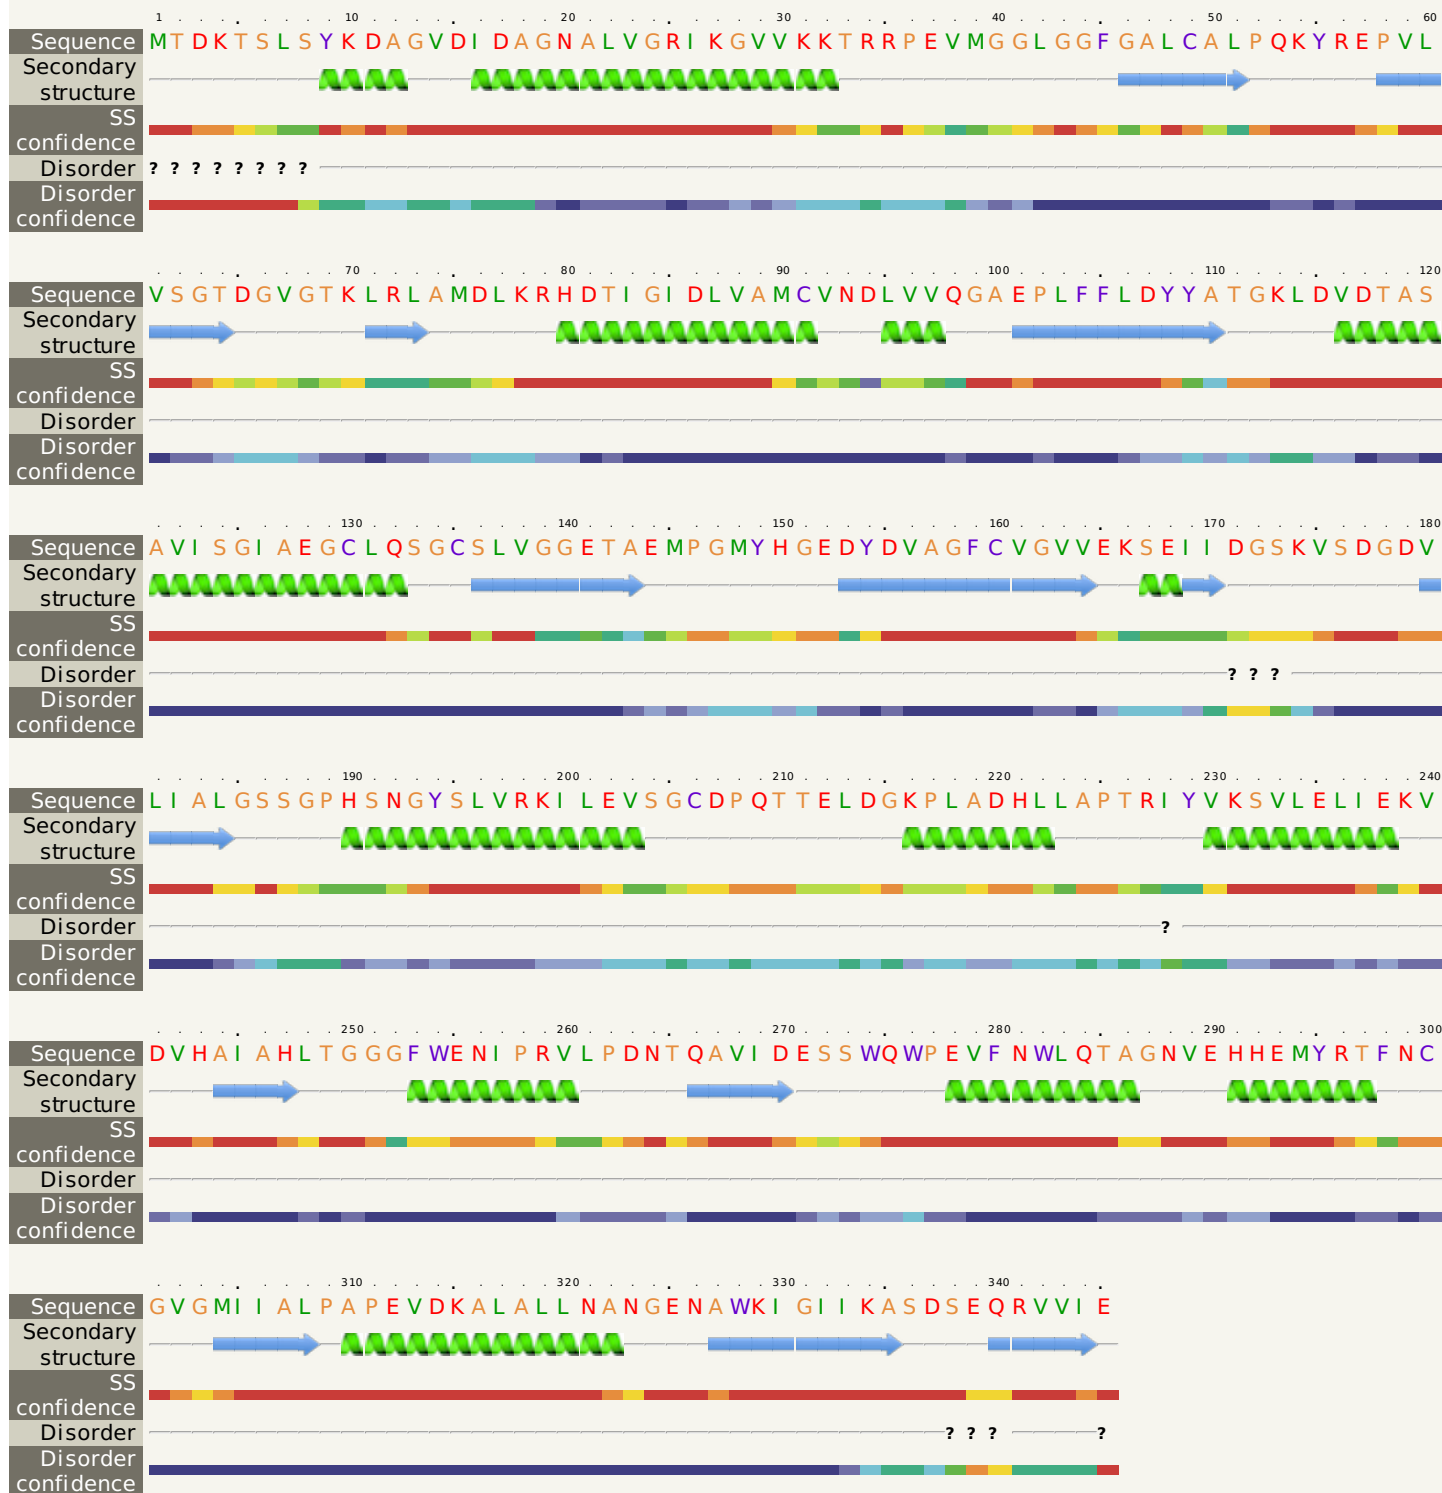 1 . . . . 10 . . . . . . . . . 20 . . . . . . . . . 30 . . . . . . . . . 40 . . . . . . . . . 50 . . . . . . . . . 60
Sequence MTDKTSLSYKDAGVDIDAGNALVGRIKGVVKKTRRPEVMGGLGGFGALCALPQKYREPVL
Secondary
structure
SS
confidence
Disorder ? ? ? ? ? ? ? ?
Disorder
confidence
. . . . . . . . . 70 . . . . . . . . . 80 . . . . . . . . . 90 . . . . . . . . . 100 . . . . . . . . . 110 . . . . . . . . . 120
Sequence VSGTDGVGTKLRLAMDLKRHDTIGIDLVAMCVNDLVVQGAEPLFFLDYYATGKLDVDTAS
Secondary
structure
SS
confidence
Disorder
Disorder
confidence
. . . . . . . . . 130 . . . . . . . . . 140 . . . . . . . . . 150 . . . . . . . . . 160 . . . . . . . . . 170 . . . . . . . . . 180
Sequence AVISGIAEGCLQSGCSLVGGETAEMPGMYHGEDYDVAGFCVGVVEKSEIIDGSKVSDGDV
Secondary
structure
SS
confidence
Disorder ? ? ?
Disorder
confidence
. . . . . . . . . 190 . . . . . . . . . 200 . . . . . . . . . 210 . . . . . . . . . 220 . . . . . . . . . 230 . . . . . . . . . 240
Sequence LIALGSSGPHSNGYSLVRKILEVSGCDPQTTELDGKPLADHLLAPTRIYVKSVLELIEKV
Secondary
structure
SS
confidence
Disorder ?
Disorder
confidence
. . . . . . . . . 250 . . . . . . . . . 260 . . . . . . . . . 270 . . . . . . . . . 280 . . . . . . . . . 290 . . . . . . . . . 300
Sequence DVHAIAHLTGGGFWENIPRVLPDNTQAVIDESSWQWPEVFNWLQTAGNVEHHEMYRTFNC
Secondary
structure
SS
confidence
Disorder
Disorder
confidence
. . . . . . . . . 310 . . . . . . . . . 320 . . . . . . . . . 330 . . . . . . . . . 340 . . . . .
Sequence GVGMIIALPAPEVDKALALLNANGENAWKIGIIKASDSEQRVVIE
Secondary
structure
SS
confidence
Disorder ? ? ? ?
Disorder
confidence